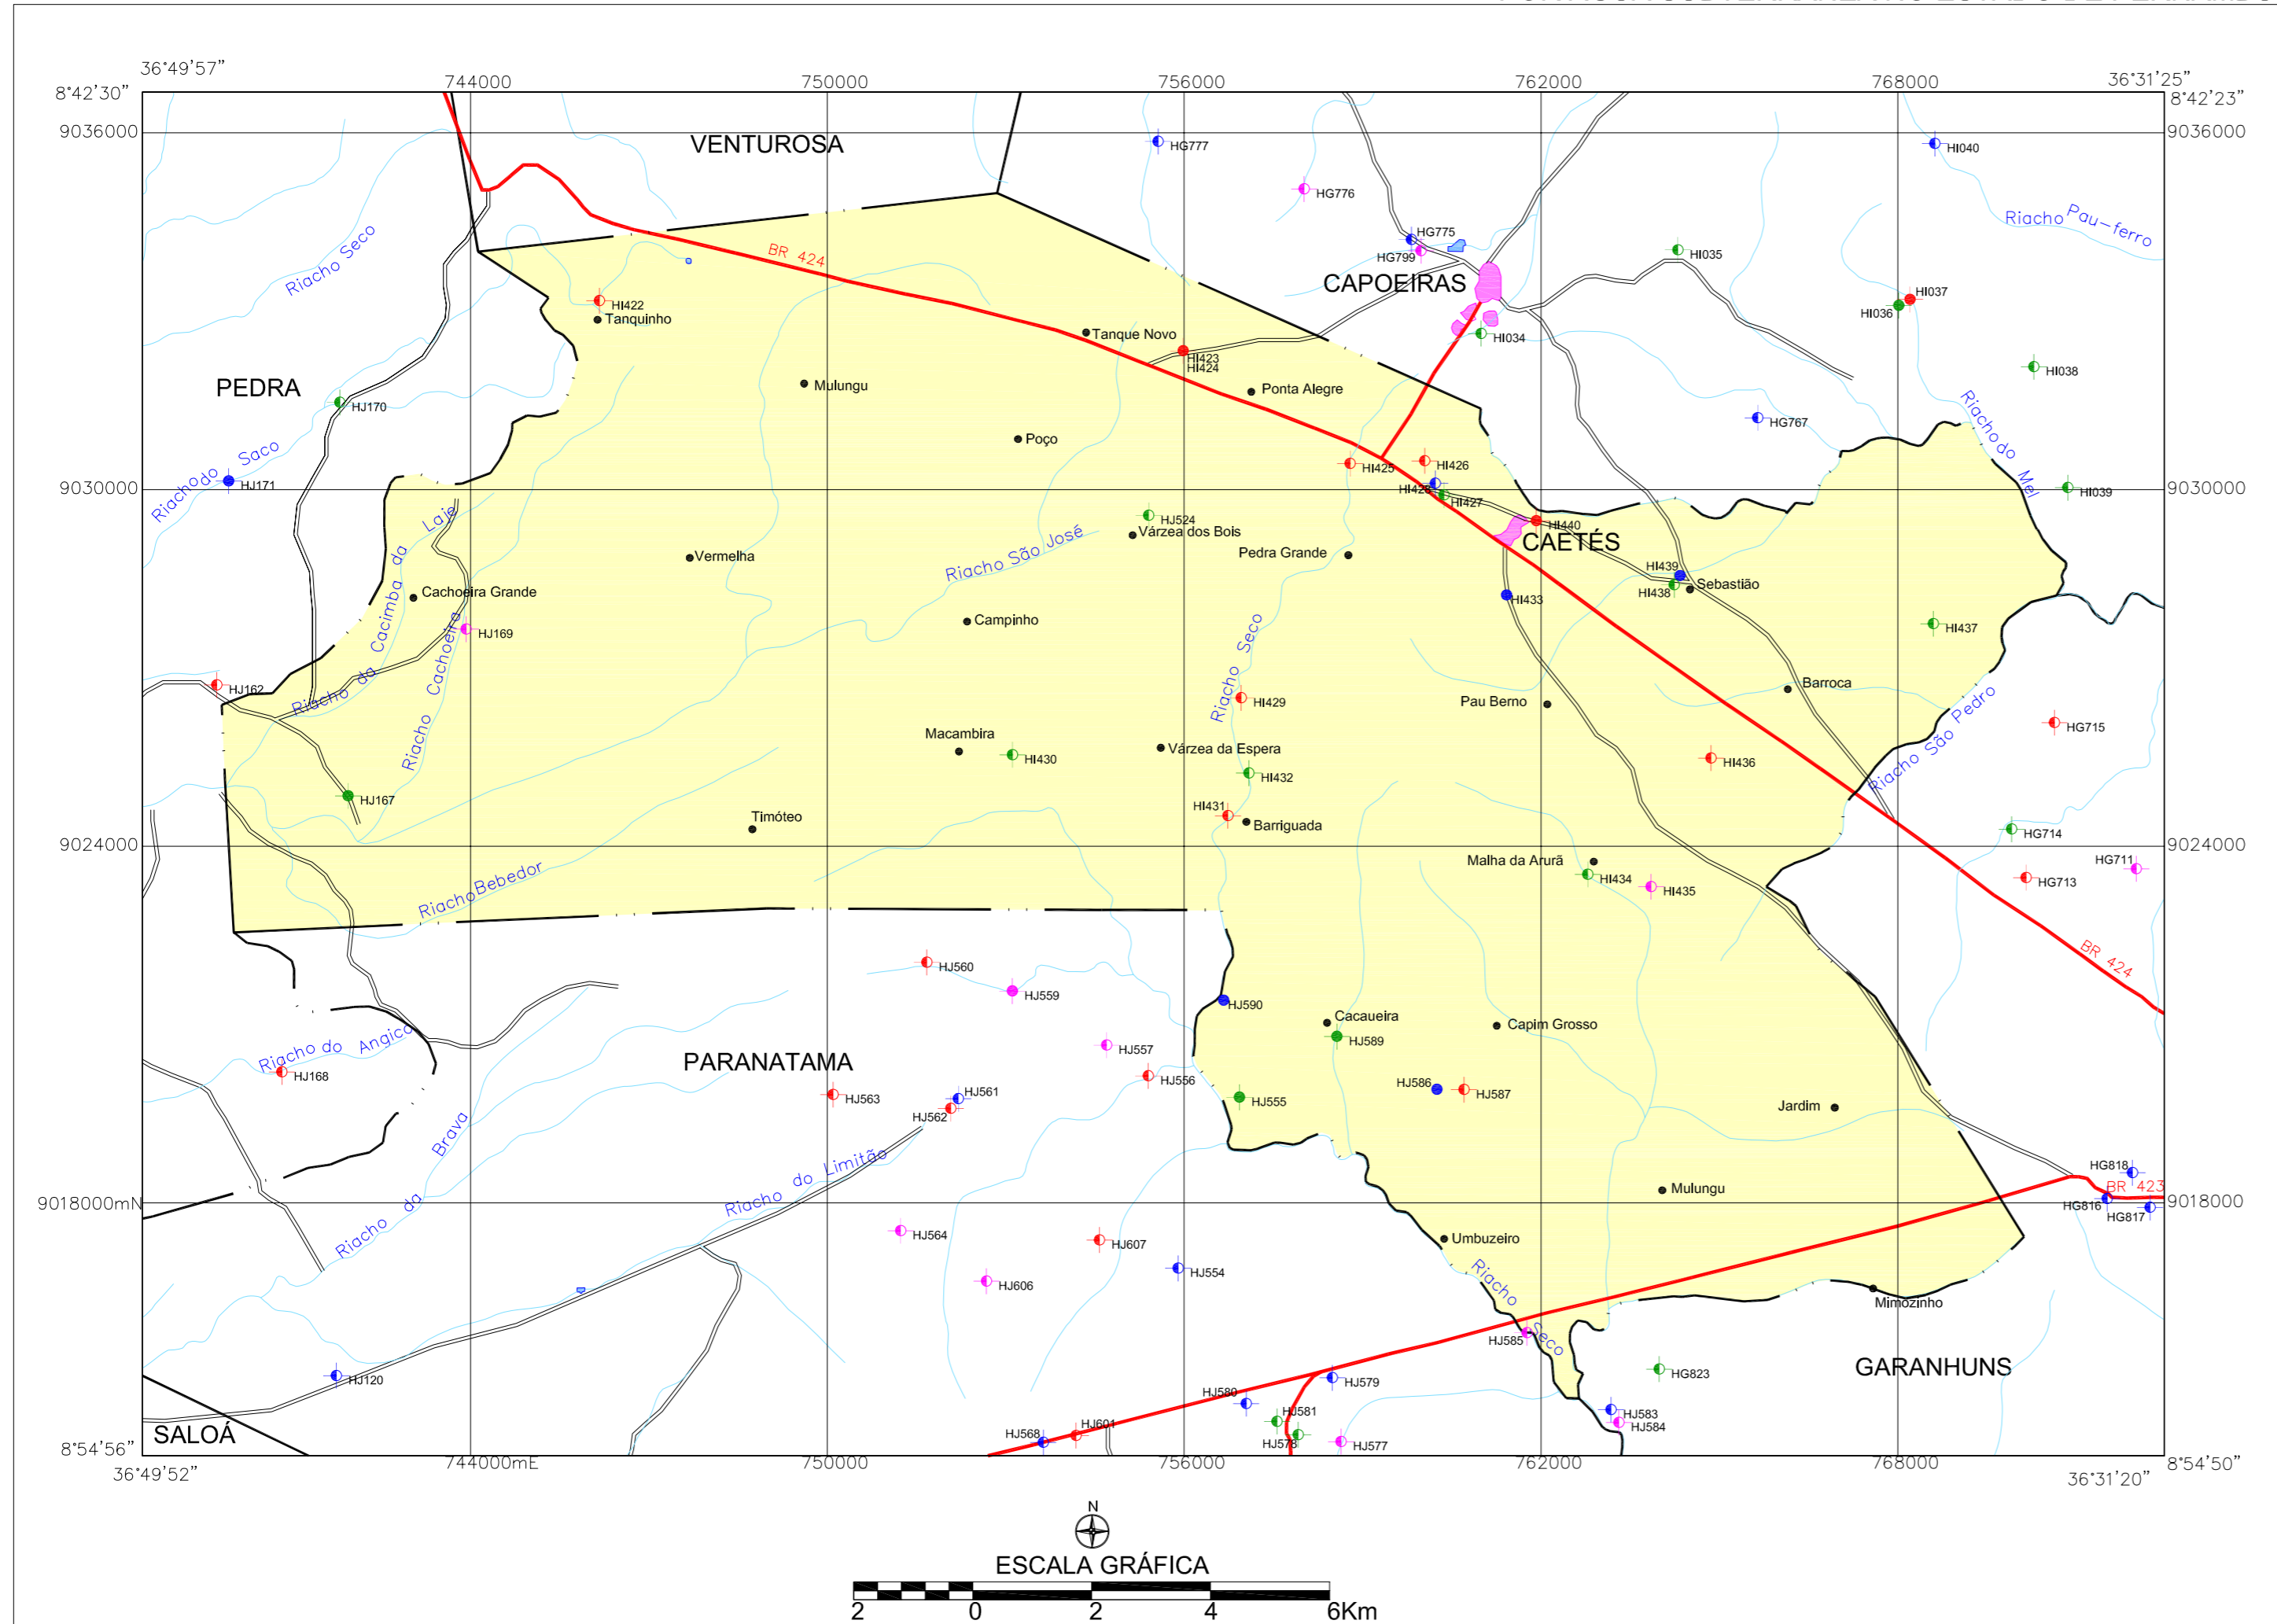 36°49'57"
744000
750000
756000
762000
768000
36°31'25"
8°42'30"
8°42'23"
9036000
VENTUROSA
HG777
HI040
9036000
HG776
Riacho Pau-ferro
Riacho Seco
HG775
HG799
BR 424
HI035
CAPOEIRAS
HI422
HI037
HI036
Tanquinho
Tanque Novo
HI034
HI423
HI424
HI038
PEDRA
Mulungu
Ponta Alegre
HJ170
Riacho do Mel
HG767
Poço
Riacho do Saco
HI425
HI426
HJ171
9030000
HI428
HI427
HI039
9030000
Riacho da Cacimba da Laje
HJ524
HI440
Várzea dos Bois
CAETÉS
Riacho São José
Pedra Grande
Vermelha
HI439
Sebastião
HI438
Cachoeira Grande
HI433
Campinho
HJ169
HI437
Riacho Cachoeira
Riacho Seco
HJ162
Barroca
HI429
Pau Berno
Riacho São Pedro
HG715
Macambira
Várzea da Espera
HI430
HI436
HI432
HJ167
HI431
Timóteo
Barriguada
HG714
9024000
9024000
Malha da Arurã
HG711
HI434
HI435
HG713
Riacho Bebedor
BR 424
HJ560
HJ559
HJ590
Cacaueira
Capim Grosso
Riacho do Angico
HJ589
HJ557
PARANATAMA
HJ168
HJ556
HJ563
HJ561
HJ586
HJ587
HJ555
HJ562
Jardim
Riacho da Brava
Riacho do Limitão
HG818
Mulungu
BR 423
9018000mN
9018000
HG816
HG817
HJ564
HJ607
Umbuzeiro
HJ554
HJ606
Riacho Seco
Mimozinho
HJ585
GARANHUNS
HJ120
HG823
HJ579
HJ580
HJ583
HJ581
HJ584
SALOÁ
HJ568
HJ601
HJ578
HJ577
8°54'56"
8°54'50"
36°49'52"
744000mE
750000
756000
762000
768000
36°31'20"
N
ESCALA GRÁFICA
2 0 2 4 6Km